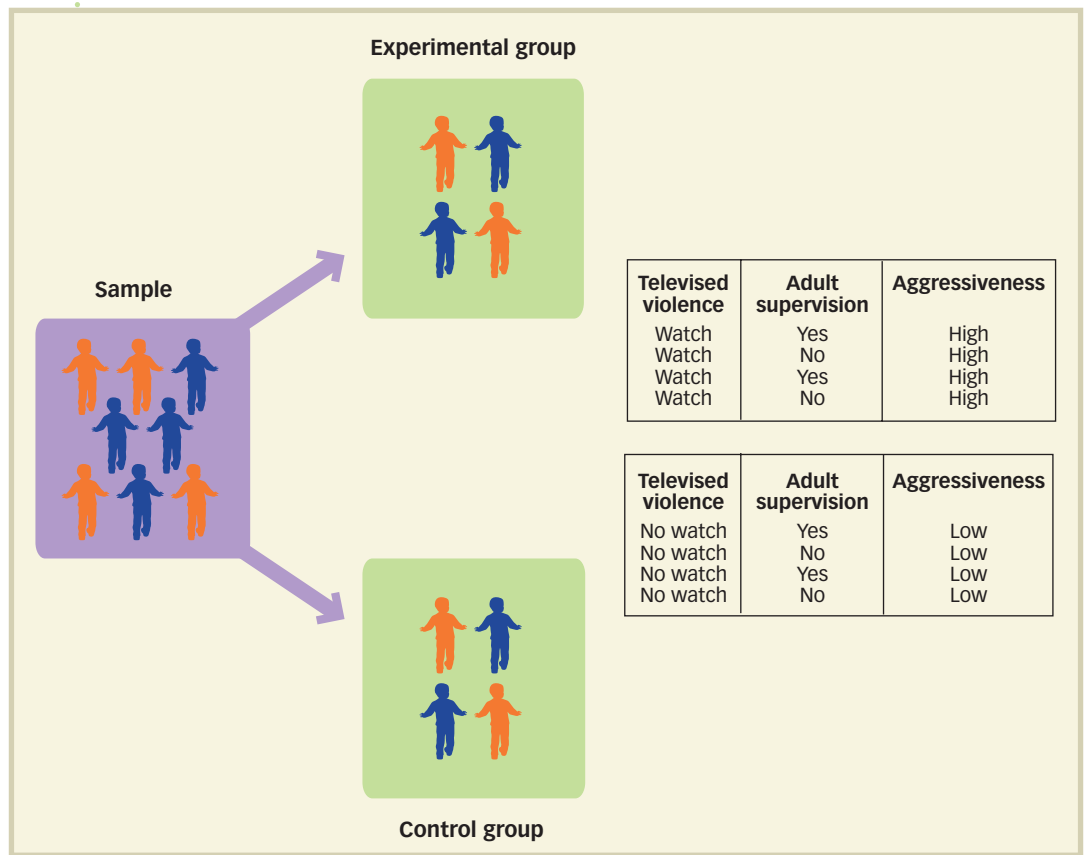 Experimental group
Sample
Televised violence Adult supervision Aggressiveness
Watch Yes High
Watch No High
Watch Yes High
Watch No High
Televised violence Adult supervision Aggressiveness
No watch Yes Low
No watch No Low
No watch Yes Low
No watch No Low
Control group